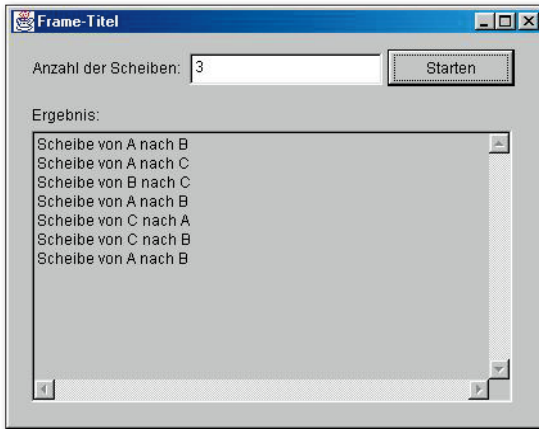 Frame-Titel
Anzahl der Scheiben: 3 Starten
Ergebnis:
Scheibe von A nach B
Scheibe von A nach C
Scheibe von B nach C
Scheibe von A nach B
Scheibe von C nach A
Scheibe von C nach B
Scheibe von A nach B